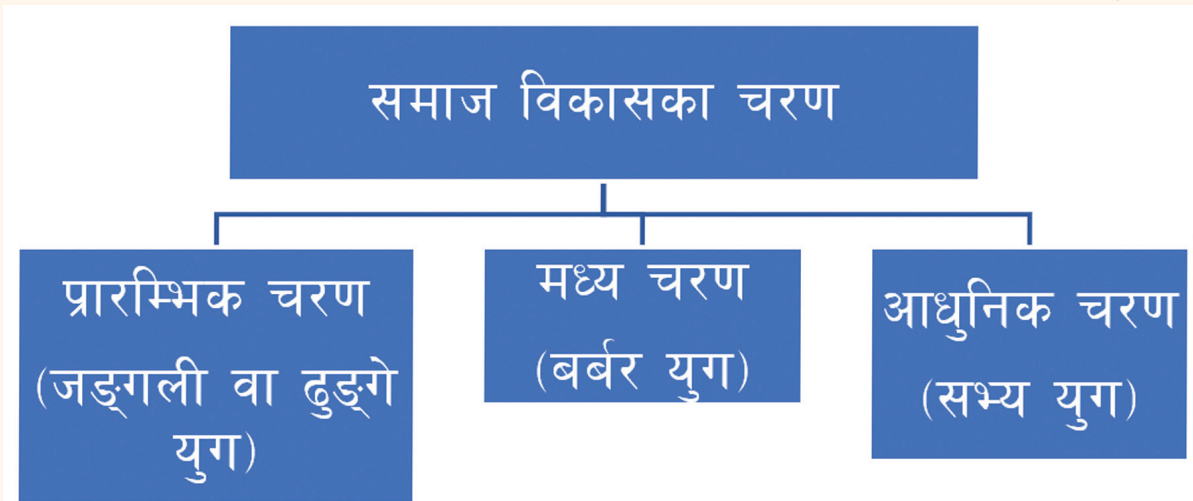 समाज विकासका चरण
प्रारम्भिक चरण
(जङ्गली वा ढुङ्गे
युग)
मध्य चरण
(बर्बर युग)
आधुनिक चरण
(सभ्य युग)